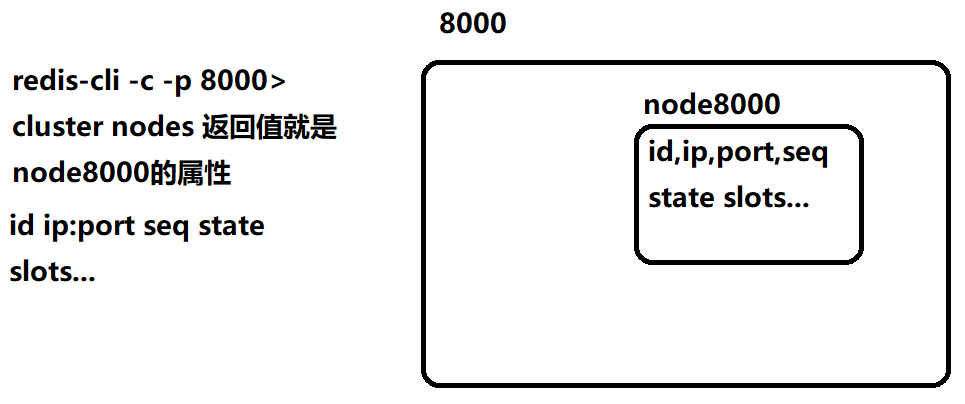 8000
redis-cli -c -p 8000>
cluster nodes 返回值就是
node8000的属性
id ip:port seq state
slots...
node8000
id,ip,port,seq
state slots...